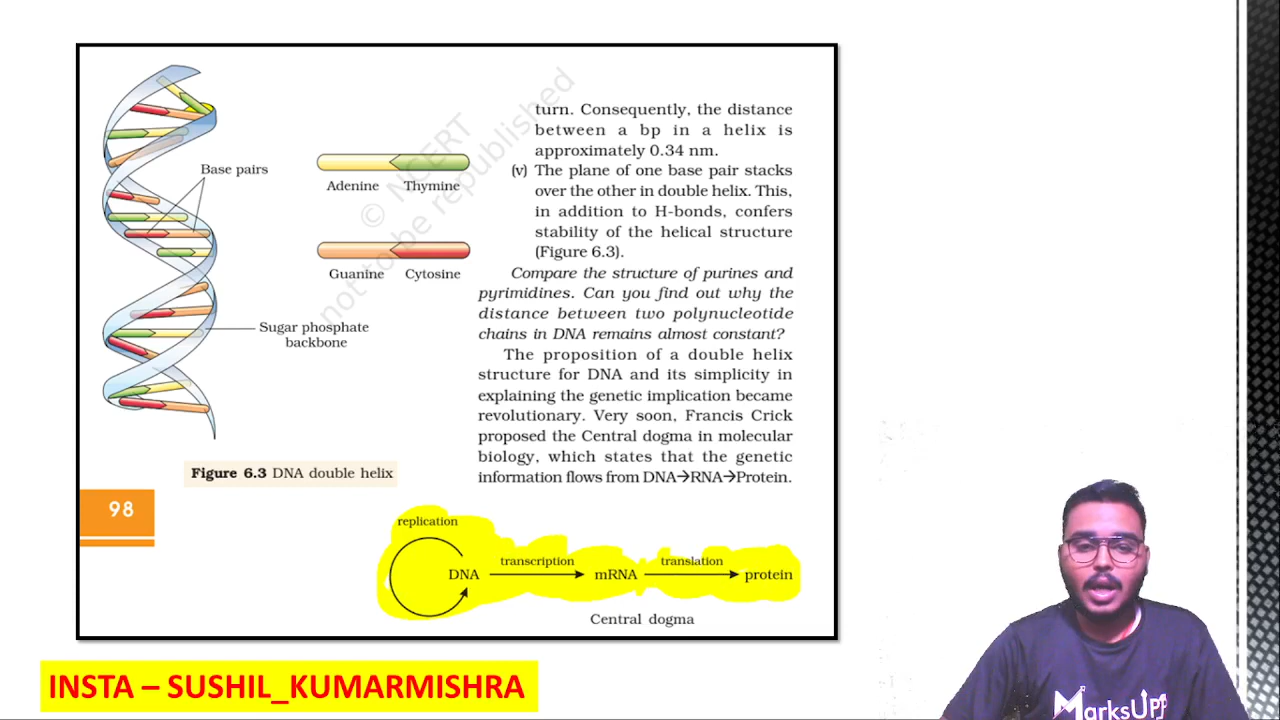 Base pairs
Adenine Thymine
Guanine Cytosine
Sugar phosphate
backbone
Figure 6.3 DNA double helix
98
© NCERT
not to be republished
turn. Consequently, the distance
between a bp in a helix is
approximately 0.34 nm.
(v) The plane of one base pair stacks
over the other in double helix. This,
in addition to H-bonds, confers
stability of the helical structure
(Figure 6.3).
Compare the structure of purines and
pyrimidines. Can you find out why the
distance between two polynucleotide
chains in DNA remains almost constant?
The proposition of a double helix
structure for DNA and its simplicity in
explaining the genetic implication became
revolutionary. Very soon, Francis Crick
proposed the Central dogma in molecular
biology, which states that the genetic
information flows from DNA→RNA→Protein.
replication
transcription translation
DNA mRNA protein
Central dogma
INSTA – SUSHIL_KUMARMISHRA
MarksUPP